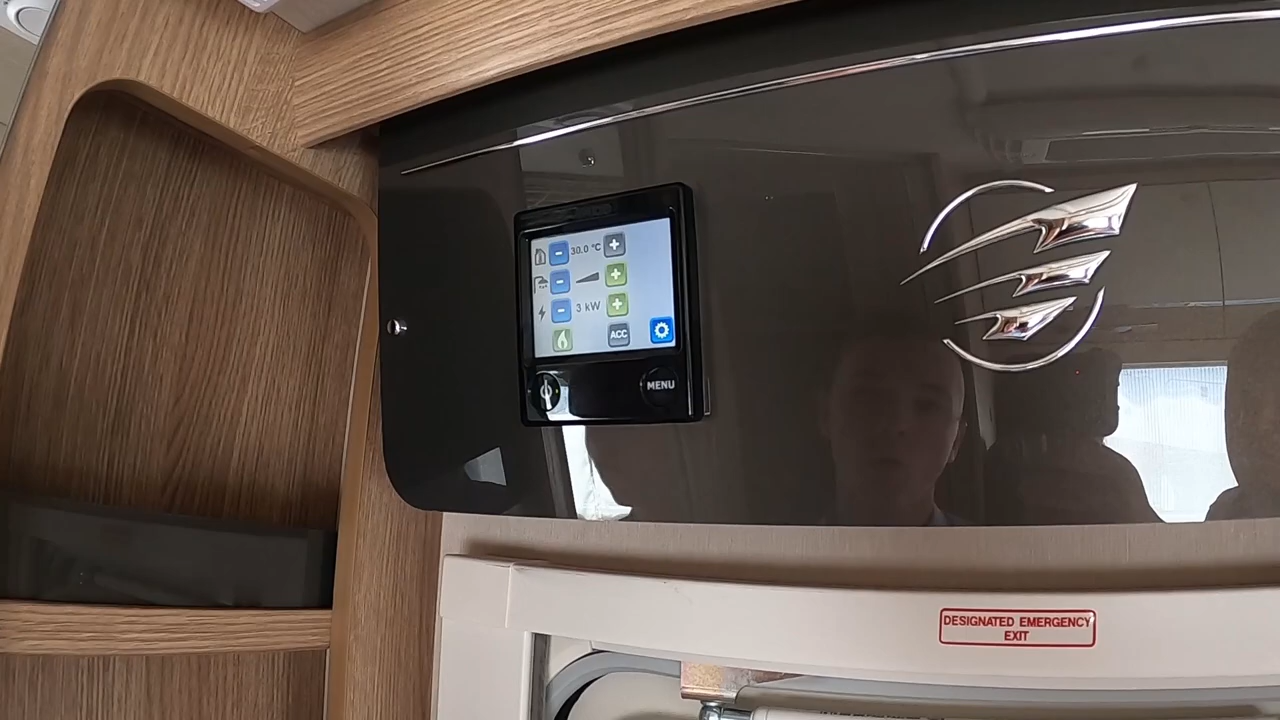 30.0 °C
3 kW
ACC
MENU
DESIGNATED EMERGENCY
EXIT